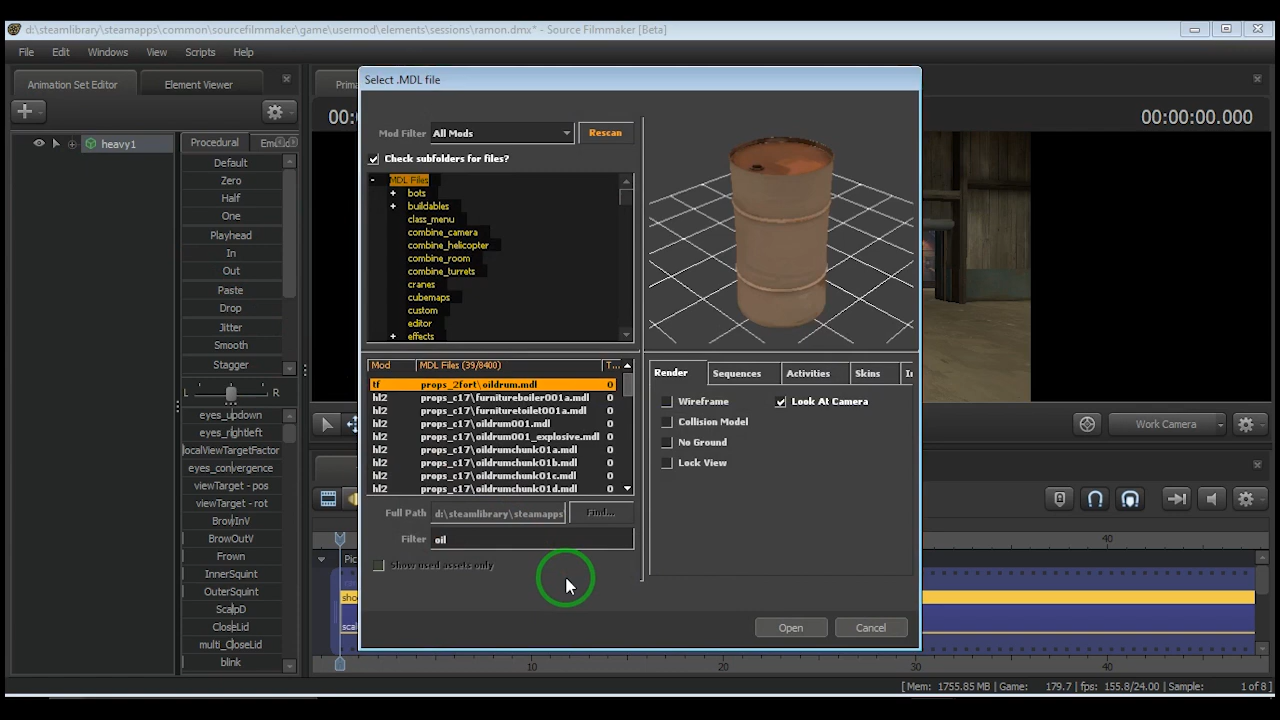 d:\steamlibrary\steamapps\common\sourcefilmmaker\game\usermod\elements\sessions\ramon.dmx* - Source Filmmaker [Beta]
File Edit Windows View Scripts Help
Animation Set Editor Element Viewer
heavy1
Procedural
Default
Zero
Half
One
Playhead
In
Out
Paste
Drop
Jitter
Smooth
Stagger
L R
eyes_updown
eyes_rightleft
localViewTargetFactor
eyes_convergence
viewTarget - pos
viewTarget - rot
BrowInV
BrowOutV
Frown
InnerSquint
OuterSquint
ScalpD
CloseLid
multi_CloseLid
blink
Select .MDL file
Mod Filter All Mods Rescan
Check subfolders for files?
MDL Files
bots
buildables
class_menu
combine_camera
combine_helicopter
combine_room
combine_turrets
cranes
cubemaps
custom
editor
effects
Mod MDL Files (39/8400) T...
tf props_2fort\oildrum.mdl 0
hl2 props_c17\furnitureboiler001a.mdl 0
hl2 props_c17\furnituretoilet001a.mdl 0
hl2 props_c17\oildrum001.mdl 0
hl2 props_c17\oildrum001_explosive.mdl 0
hl2 props_c17\oildrumchunk01a.mdl 0
hl2 props_c17\oildrumchunk01b.mdl 0
hl2 props_c17\oildrumchunk01c.mdl 0
hl2 props_c17\oildrumchunk01d.mdl 0
Full Path d:\steamlibrary\steamapps Find...
Filter oil
Show used assets only
Render Sequences Activities Skins
Wireframe Look At Camera
Collision Model
No Ground
Lock View
Open Cancel
00:00:00.000
Work Camera
40
10 20 30 40
[ Mem: 1755.85 MB | Game: 179.7 | fps: 155.8/24.00 | Sample: 1 of 8 ]